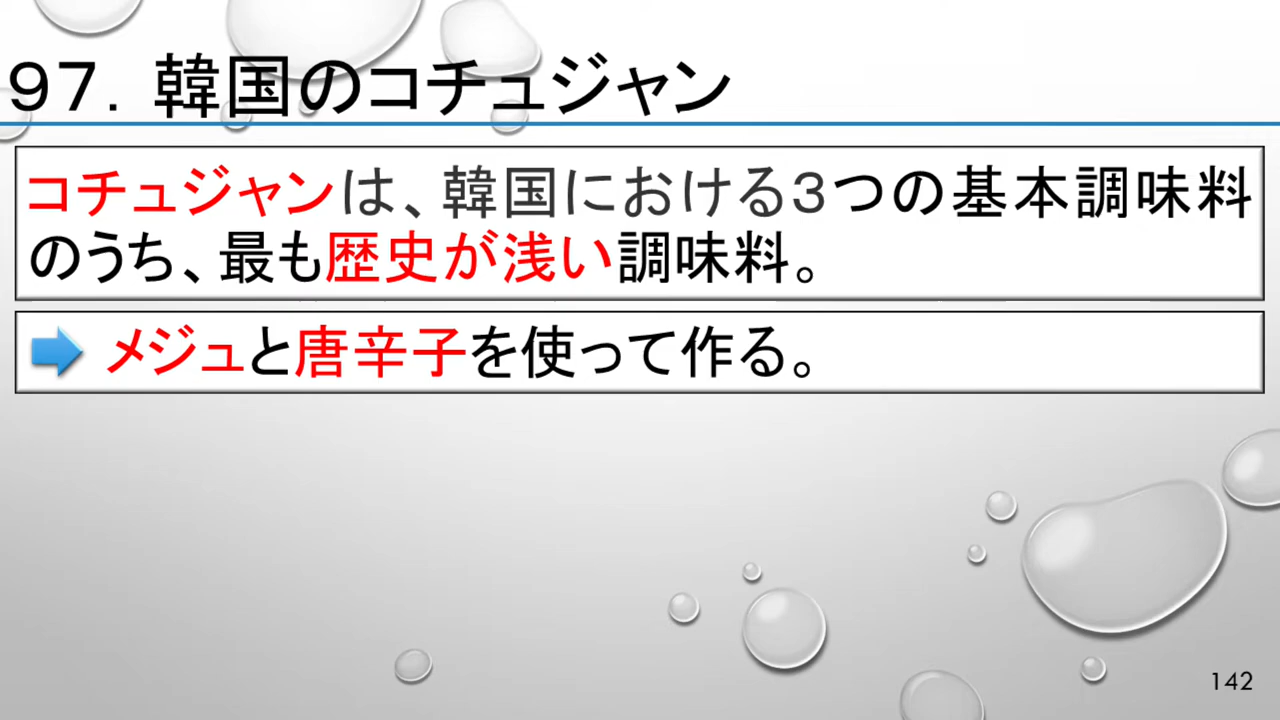 ９７．韓国のコチュジャン
コチュジャンは、韓国における３つの基本調味料
のうち、最も歴史が浅い調味料。
メジュと唐辛子を使って作る。
142